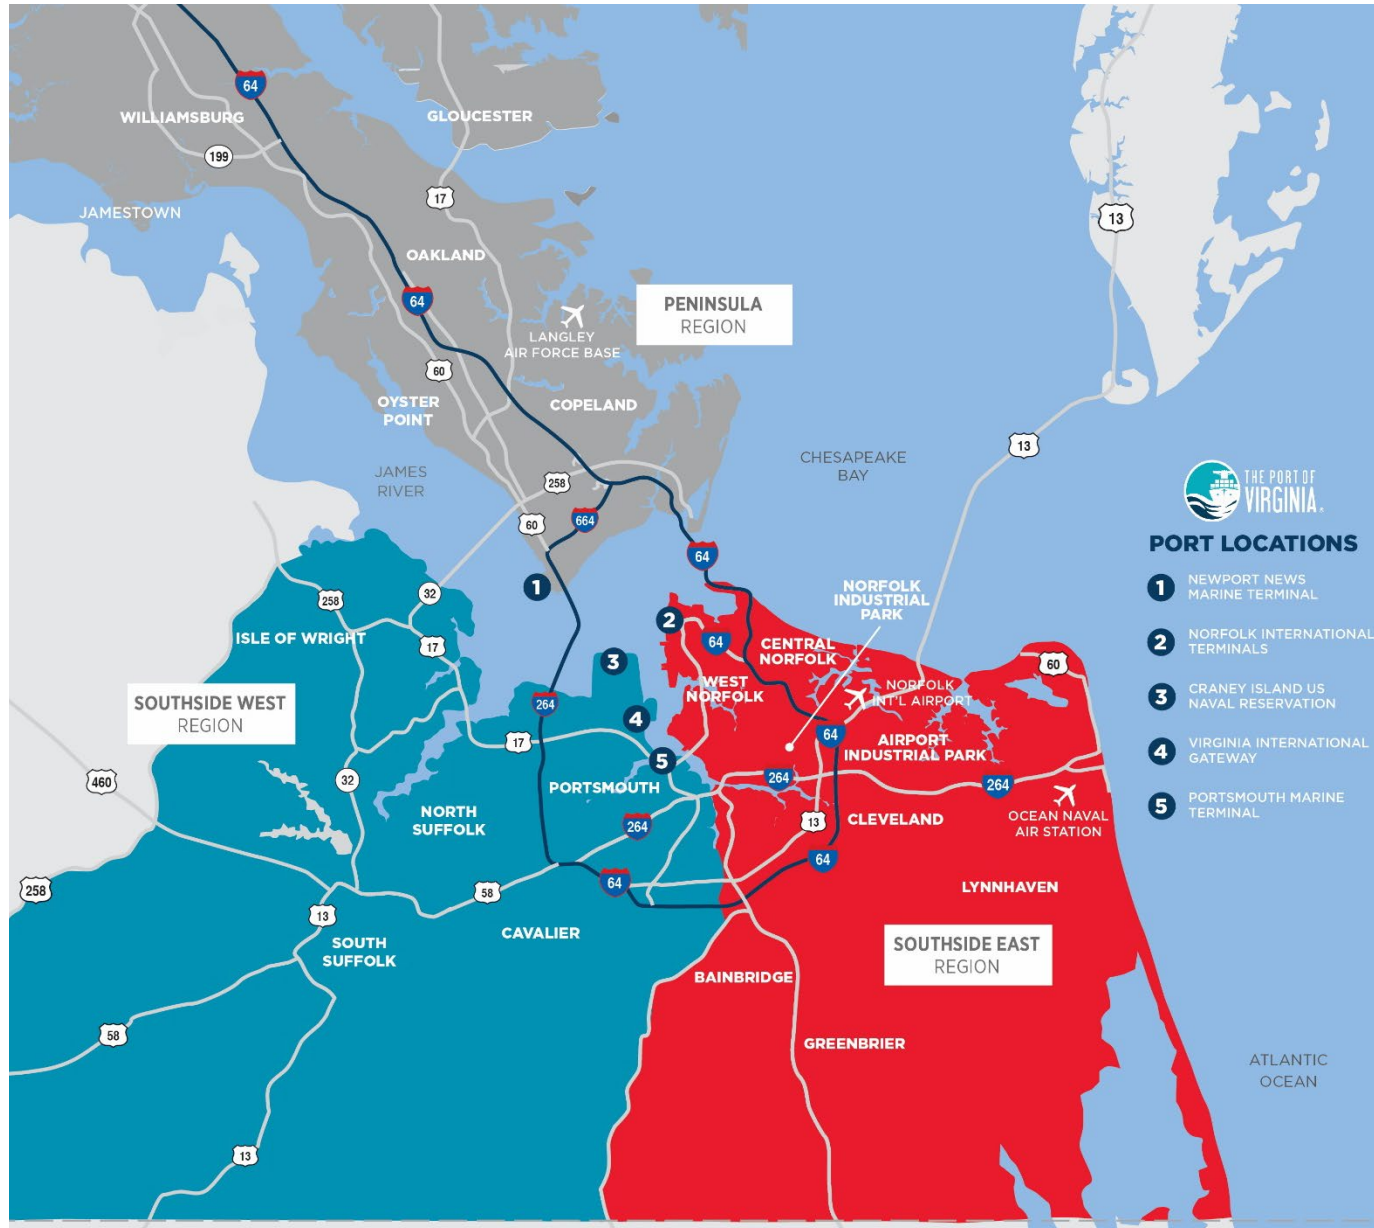 64
WILLIAMSBURG
GLOUCESTER
199
17
JAMESTOWN
13
OAKLAND
64
PENINSULA
REGION
LANGLEY
AIR FORCE BASE
60
OYSTER
POINT
COPELAND
13
CHESAPEAKE
BAY
JAMES
RIVER
258
664
60
64
THE PORT OF
VIRGINIA®
PORT LOCATIONS
1 NEWPORT NEWS
MARINE TERMINAL
2 NORFOLK INTERNATIONAL
TERMINALS
3 CRANEY ISLAND US
NAVAL RESERVATION
4 VIRGINIA INTERNATIONAL
GATEWAY
5 PORTSMOUTH MARINE
TERMINAL
1
NORFOLK
INDUSTRIAL
PARK
258
32
ISLE OF WRIGHT
17
2
64
CENTRAL
NORFOLK
60
3
WEST
NORFOLK
SOUTHSIDE WEST
REGION
264
4
NORFOLK
INT'L AIRPORT
17
64
AIRPORT
INDUSTRIAL PARK
5
460
32
PORTSMOUTH
264
264
NORTH
SUFFOLK
264
13
CLEVELAND
OCEAN NAVAL
AIR STATION
64
258
58
64
LYNNHAVEN
13
CAVALIER
SOUTH
SUFFOLK
SOUTHSIDE EAST
REGION
BAINBRIDGE
58
GREENBRIER
ATLANTIC
OCEAN
13